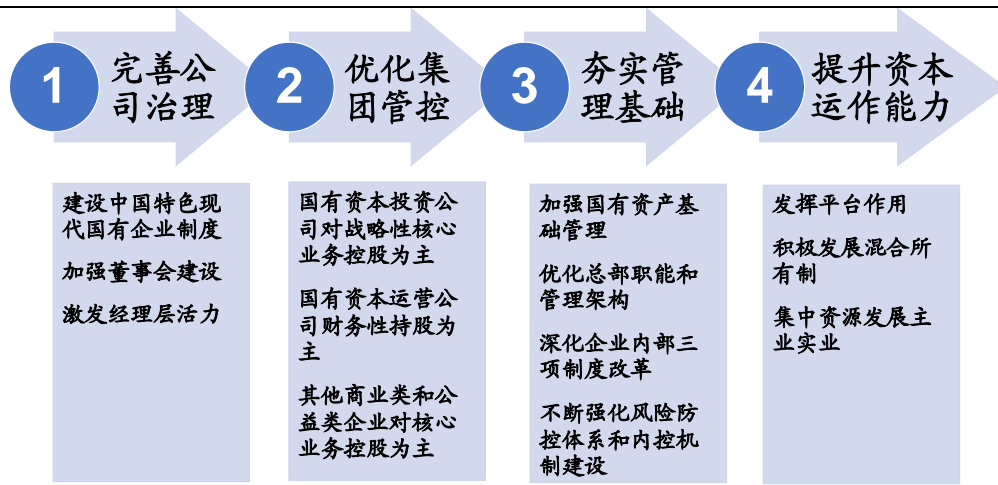 1
完善公
司治理
建设中国特色现
代国有企业制度
加强董事会建设
激发经理层活力
2
优化集
团管控
国有资本投资公
司对战略性核心
业务控股为主
国有资本运营公
司财务性持股为
主
其他商业类和公
益类企业对核心
业务控股为主
3
夯实管
理基础
加强国有资产基
础管理
优化总部职能和
管理架构
深化企业内部三
项制度改革
不断强化风险防
控体系和内控机
制建设
4
提升资本
运作能力
发挥平台作用
积极发展混合所
有制
集中资源发展主
业实业